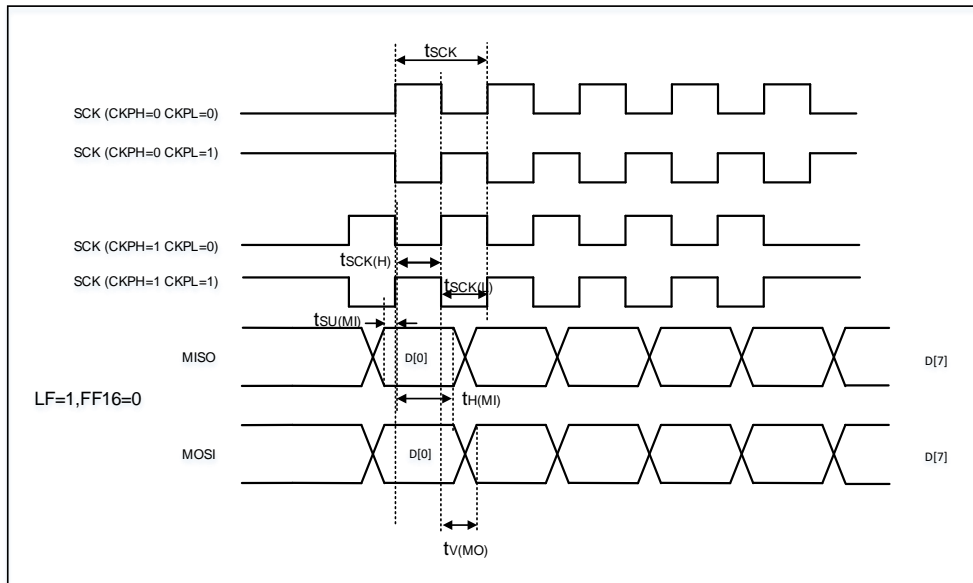 tSCK
SCK (CKPH=0 CKPL=0)
SCK (CKPH=0 CKPL=1)
SCK (CKPH=1 CKPL=0)
tSCK(H)
SCK (CKPH=1 CKPL=1)
tSCK(L)
tSU(MI)
MISO
D[0]
D[7]
LF=1,FF16=0
tH(MI)
MOSI
D[0]
D[7]
tV(MO)